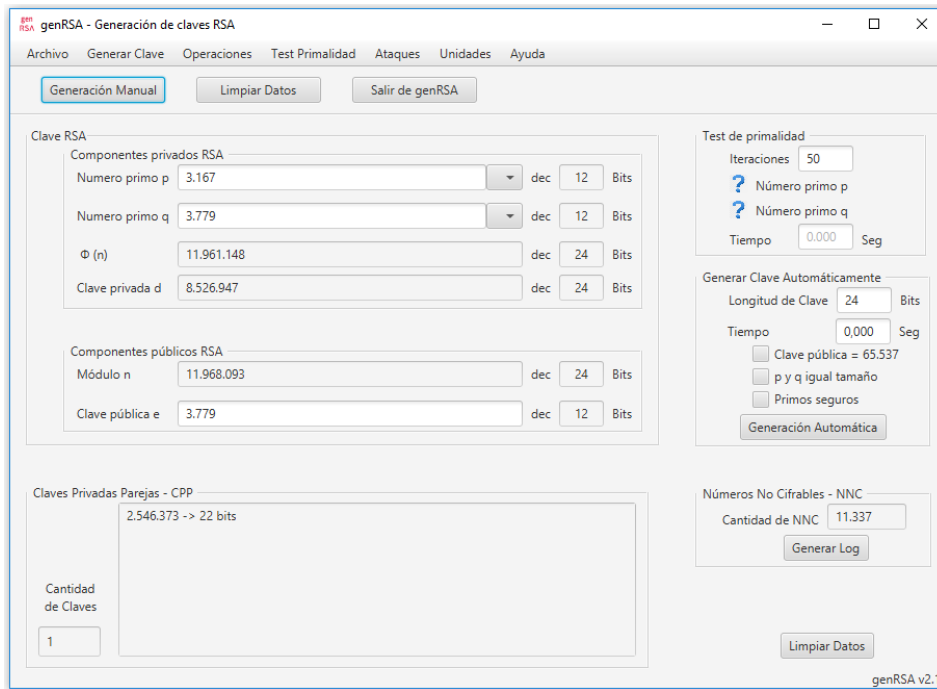 gen RSA genRSA - Generación de claves RSA
Archivo Generar Clave Operaciones Test Primalidad Ataques Unidades Ayuda
Generación Manual Limpiar Datos Salir de genRSA
Clave RSA
Componentes privados RSA
Numero primo p 3.167 dec 12 Bits
Numero primo q 3.779 dec 12 Bits
Φ (n) 11.961.148 dec 24 Bits
Clave privada d 8.526.947 dec 24 Bits
Componentes públicos RSA
Módulo n 11.968.093 dec 24 Bits
Clave pública e 3.779 dec 12 Bits
Test de primalidad
Iteraciones 50
? Número primo p
? Número primo q
Tiempo 0.000 Seg
Generar Clave Automáticamente
Longitud de Clave 24 Bits
Tiempo 0,000 Seg
Clave pública = 65.537
p y q igual tamaño
Primos seguros
Generación Automática
Claves Privadas Parejas - CPP
2.546.373 -> 22 bits
Cantidad
de Claves
1
Números No Cifrables - NNC
Cantidad de NNC 11.337
Generar Log
Limpiar Datos
genRSA v2.1